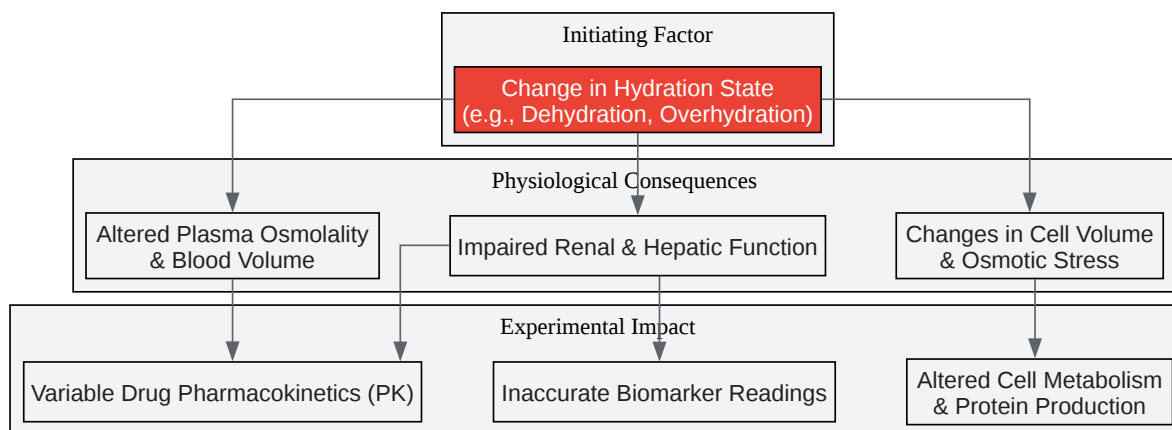 Initiating Factor
Change in Hydration State
(e.g., Dehydration, Overhydration)
Physiological Consequences
Altered Plasma Osmolality
& Blood Volume
Impaired Renal & Hepatic Function
Changes in Cell Volume
& Osmotic Stress
Experimental Impact
Variable Drug Pharmacokinetics (PK)
Inaccurate Biomarker Readings
Altered Cell Metabolism
& Protein Production